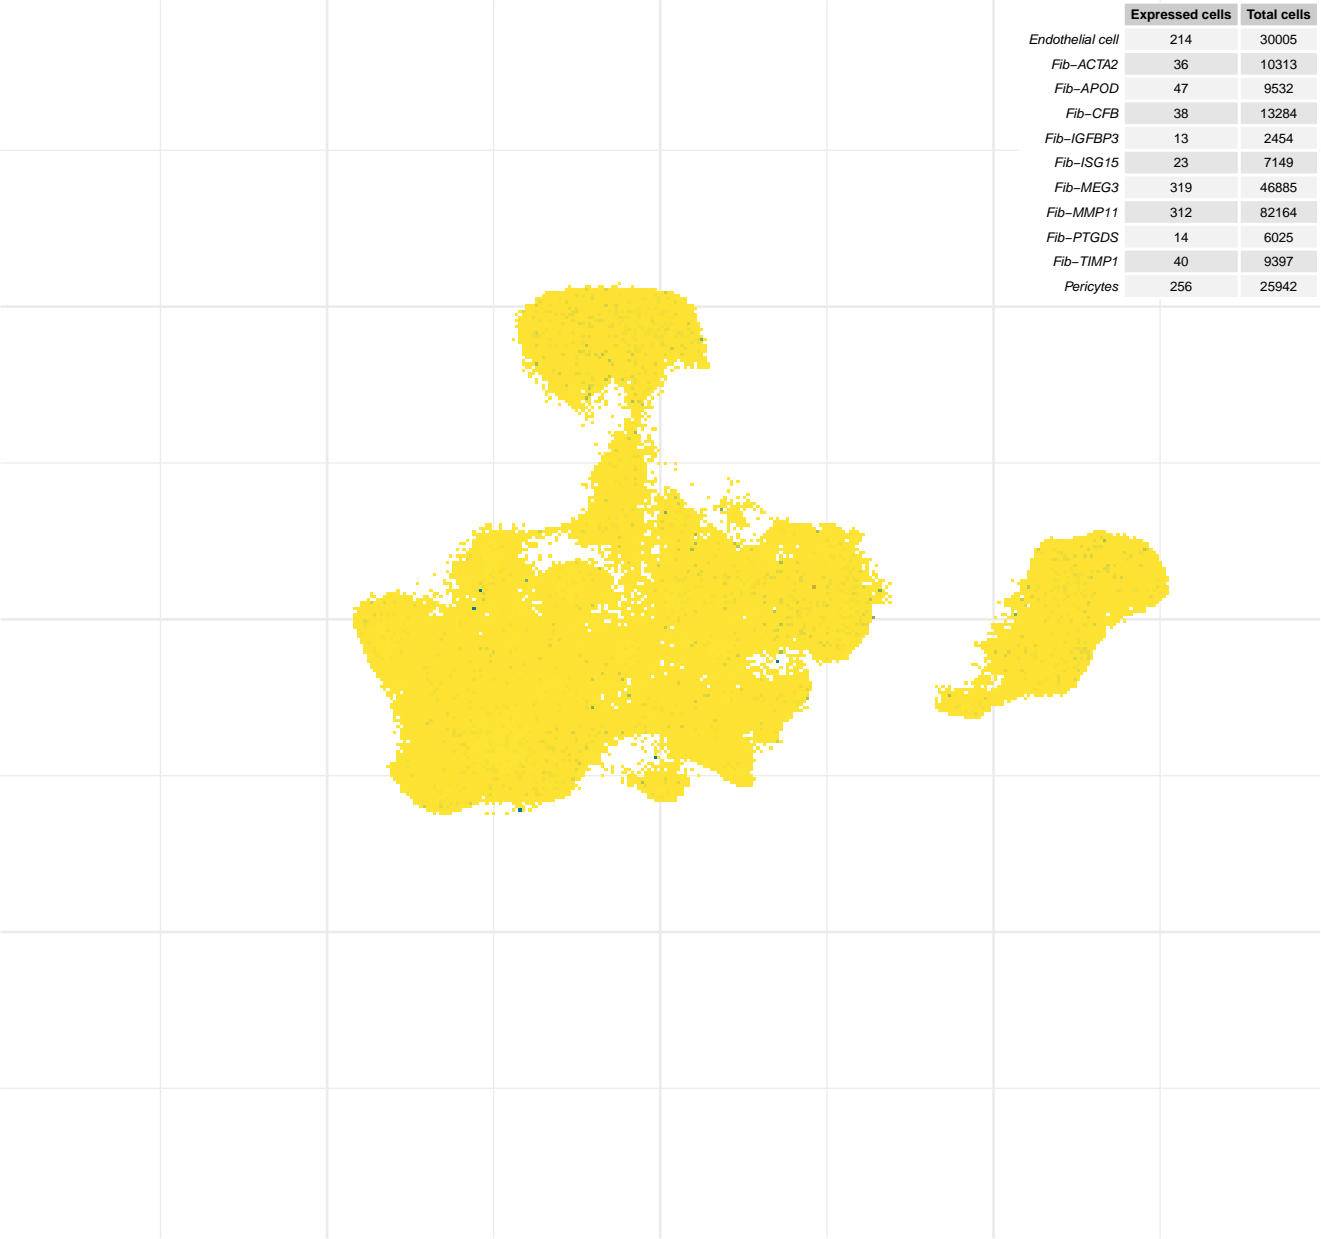 Expressed cells Total cells
Endothelial cell 214 30005
Fib−ACTA2 36 10313
Fib−APOD 47 9532
Fib−CFB 38 13284
Fib−IGFBP3 13 2454
Fib−ISG15 23 7149
Fib−MEG3 319 46885
Fib−MMP11 312 82164
Fib−PTGDS 14 6025
Fib−TIMP1 40 9397
Pericytes 256 25942